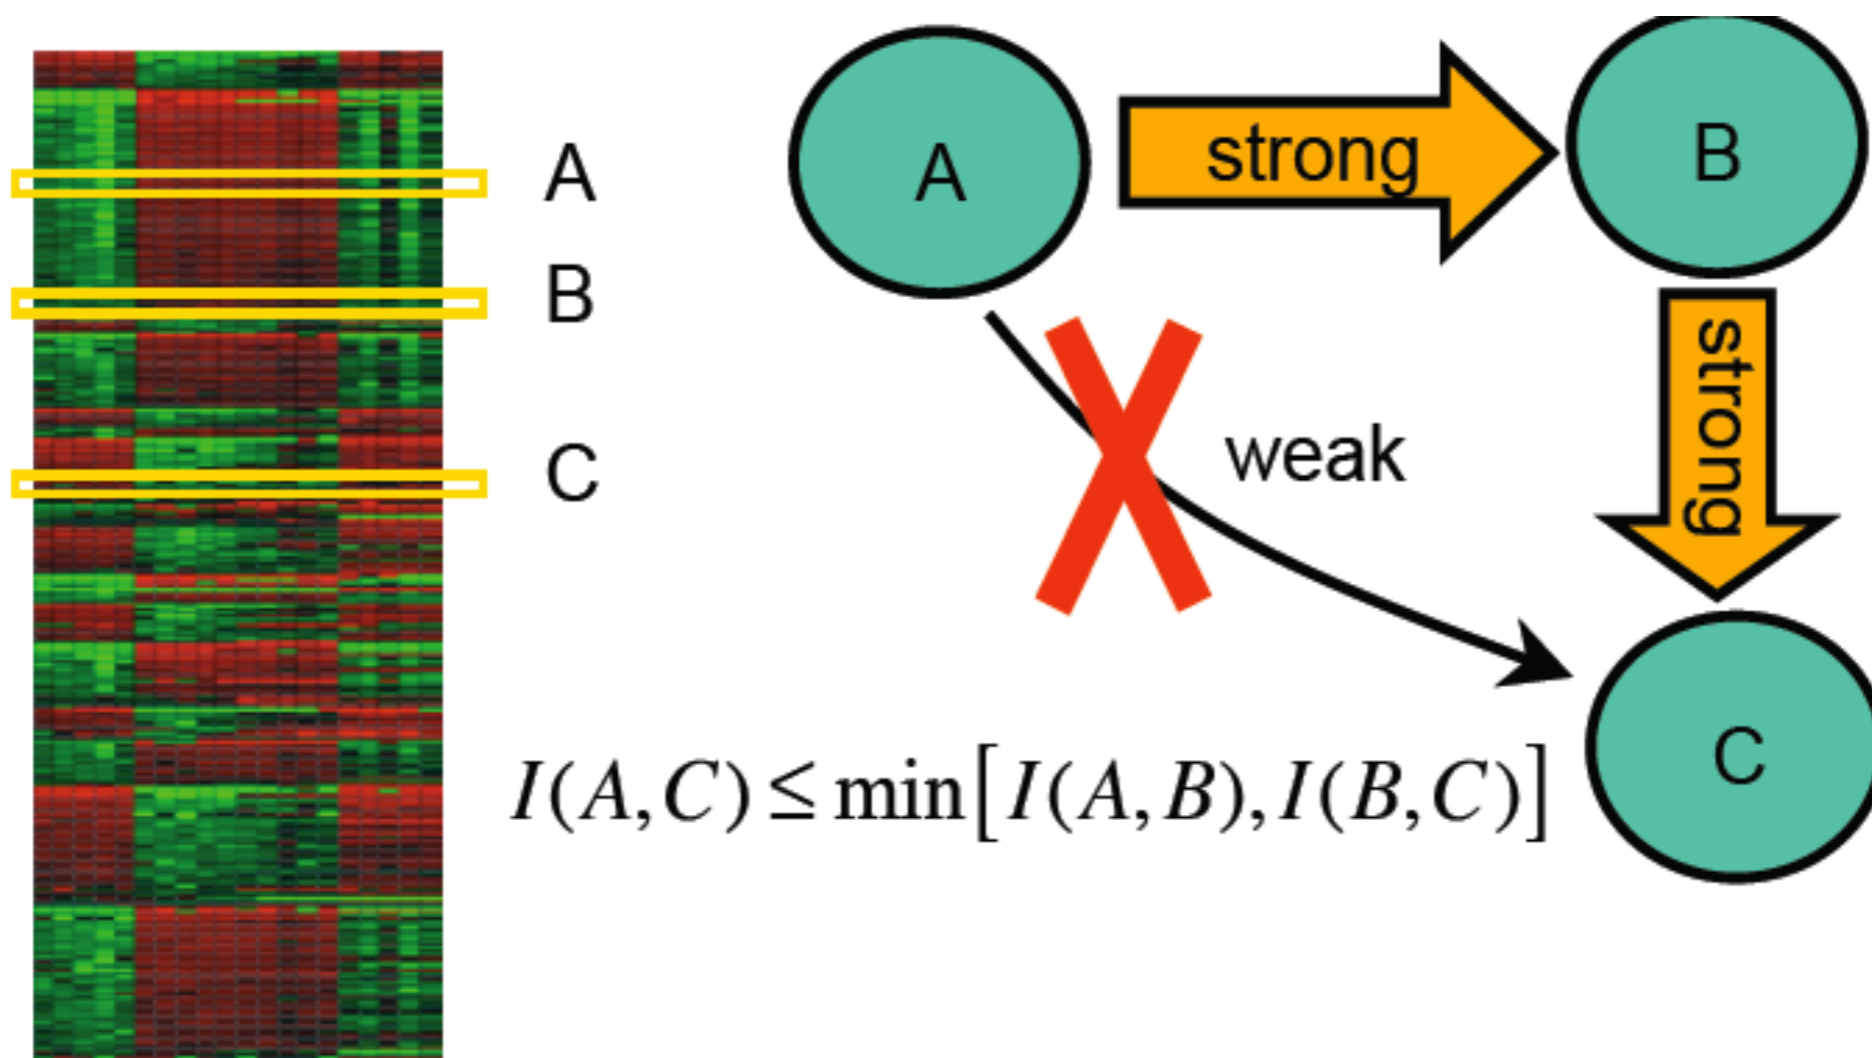 A
B
C
A
strong
B
strong
weak
C
I(A,C) ≤ min[I(A,B),I(B,C)]